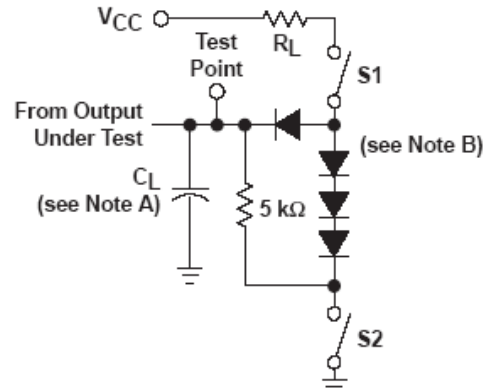 VCC
RL
Test
Point
S1
From Output
Under Test
(see Note B)
CL
(see Note A)
5 kΩ
S2